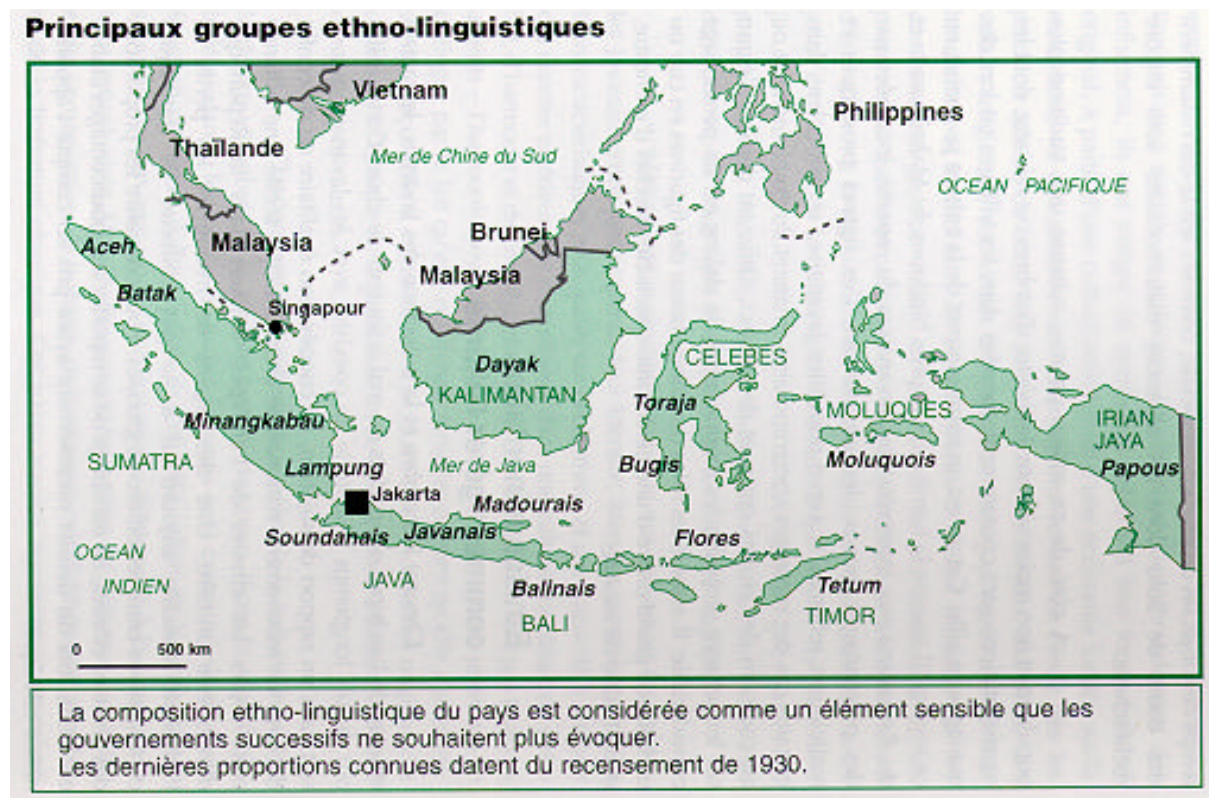 Principaux groupes ethno-linguistiques
Vietnam
Philippines
Thaïlande
Mer de Chine du Sud
OCEAN PACIFIQUE
Brunei
Aceh
Malaysia
Malaysia
Batak
Singapour
CELEBES
Dayak
KALIMANTAN
Toraja
MOLUQUES
IRIAN
JAYA
Minangkabau
SUMATRA
Lampung
Mer de Java
Bugis
Moluquois
Papous
Jakarta
Madourais
Soundanais
Javanais
Flores
OCEAN
INDIEN
JAVA
Balinais
Tetum
BALI
TIMOR
0 500 km
La composition ethno-linguistique du pays est considérée comme un élément sensible que les
gouvernements successifs ne souhaitent plus évoquer.
Les dernières proportions connues datent du recensement de 1930.